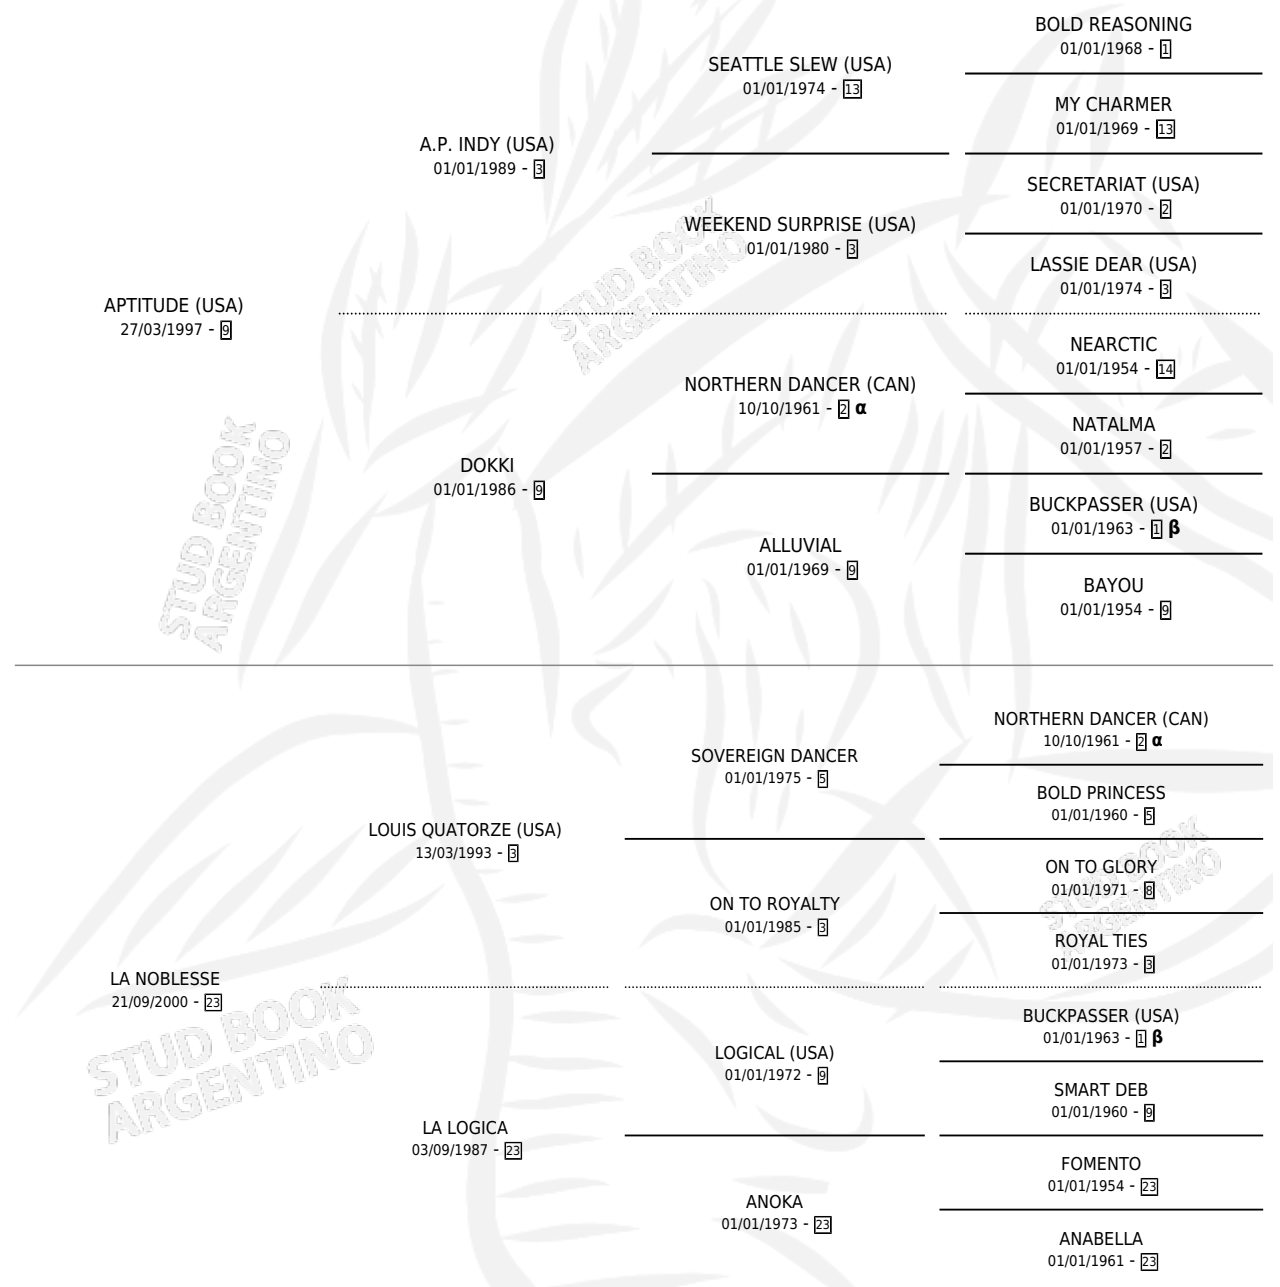 BOLD REASONING
01/01/1968 - 1
SEATTLE SLEW (USA)
01/01/1974 - 13
MY CHARMER
01/01/1969 - 13
A.P. INDY (USA)
01/01/1989 - 3
SECRETARIAT (USA)
01/01/1970 - 2
WEEKEND SURPRISE (USA)
01/01/1980 - 3
LASSIE DEAR (USA)
01/01/1974 - 3
STUD BOOK
ARGENTINO
APTITUDE (USA)
27/03/1997 - 9
NEARCTIC
01/01/1954 - 14
NORTHERN DANCER (CAN)
10/10/1961 - 2 α
NATALMA
01/01/1957 - 2
DOKKI
01/01/1986 - 9
BUCKPASSER (USA)
01/01/1963 - 1 β
ALLUVIAL
01/01/1969 - 9
BAYOU
01/01/1954 - 9
STUD BOOK
ARGENTINO
NORTHERN DANCER (CAN)
10/10/1961 - 2 α
SOVEREIGN DANCER
01/01/1975 - 5
BOLD PRINCESS
01/01/1960 - 5
LOUIS QUATORZE (USA)
13/03/1993 - 3
ON TO GLORY
01/01/1971 - 8
ON TO ROYALTY
01/01/1985 - 3
ROYAL TIES
01/01/1973 - 3
STUD BOOK
ARGENTINO
LA NOBLESSE
21/09/2000 - 23
BUCKPASSER (USA)
01/01/1963 - 1 β
LOGICAL (USA)
01/01/1972 - 9
SMART DEB
01/01/1960 - 9
STUD BOOK
ARGENTINO
LA LOGICA
03/09/1987 - 23
FOMENTO
01/01/1954 - 23
ANOKA
01/01/1973 - 23
ANABELLA
01/01/1961 - 23